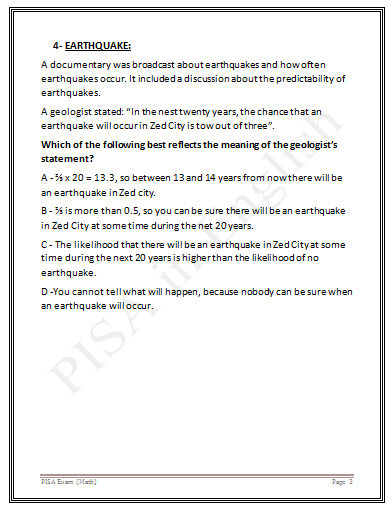 4- EARTHQUAKE:
A documentary was broadcast about earthquakes and how often
earthquakes occur. It included a discussion about the predictability of
earthquakes.
A geologist stated: “In the nest twenty years, the chance that an
earthquake will occur in Zed City is tow out of three”.
Which of the following best reflects the meaning of the geologist’s
statement?
A - ⅔ x 20 = 13.3, so between 13 and 14 years from now there will be
an earthquake in Zed city.
B - ⅔ is more than 0.5, so you can be sure there will be an earthquake
in Zed City at some time during the net 20 years.
C - The likelihood that there will be an earthquake in Zed City at some
time during the next 20 years is higher than the likelihood of no
earthquake.
D -You cannot tell what will happen, because nobody can be sure when
an earthquake will occur.
PISA in English
PISA Exam [Math] Page 3